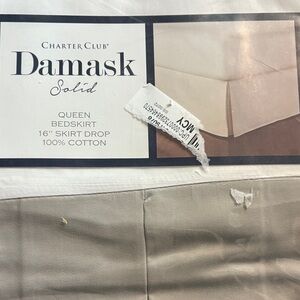 CHARTER CLUB®
Damask
Solid
QUEEN
BEDSKIRT
16" SKIRT DROP
100% COTTON
MCY